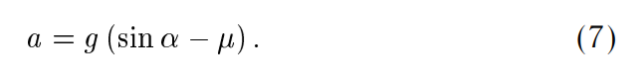 a = g (sin α − μ) . (7)